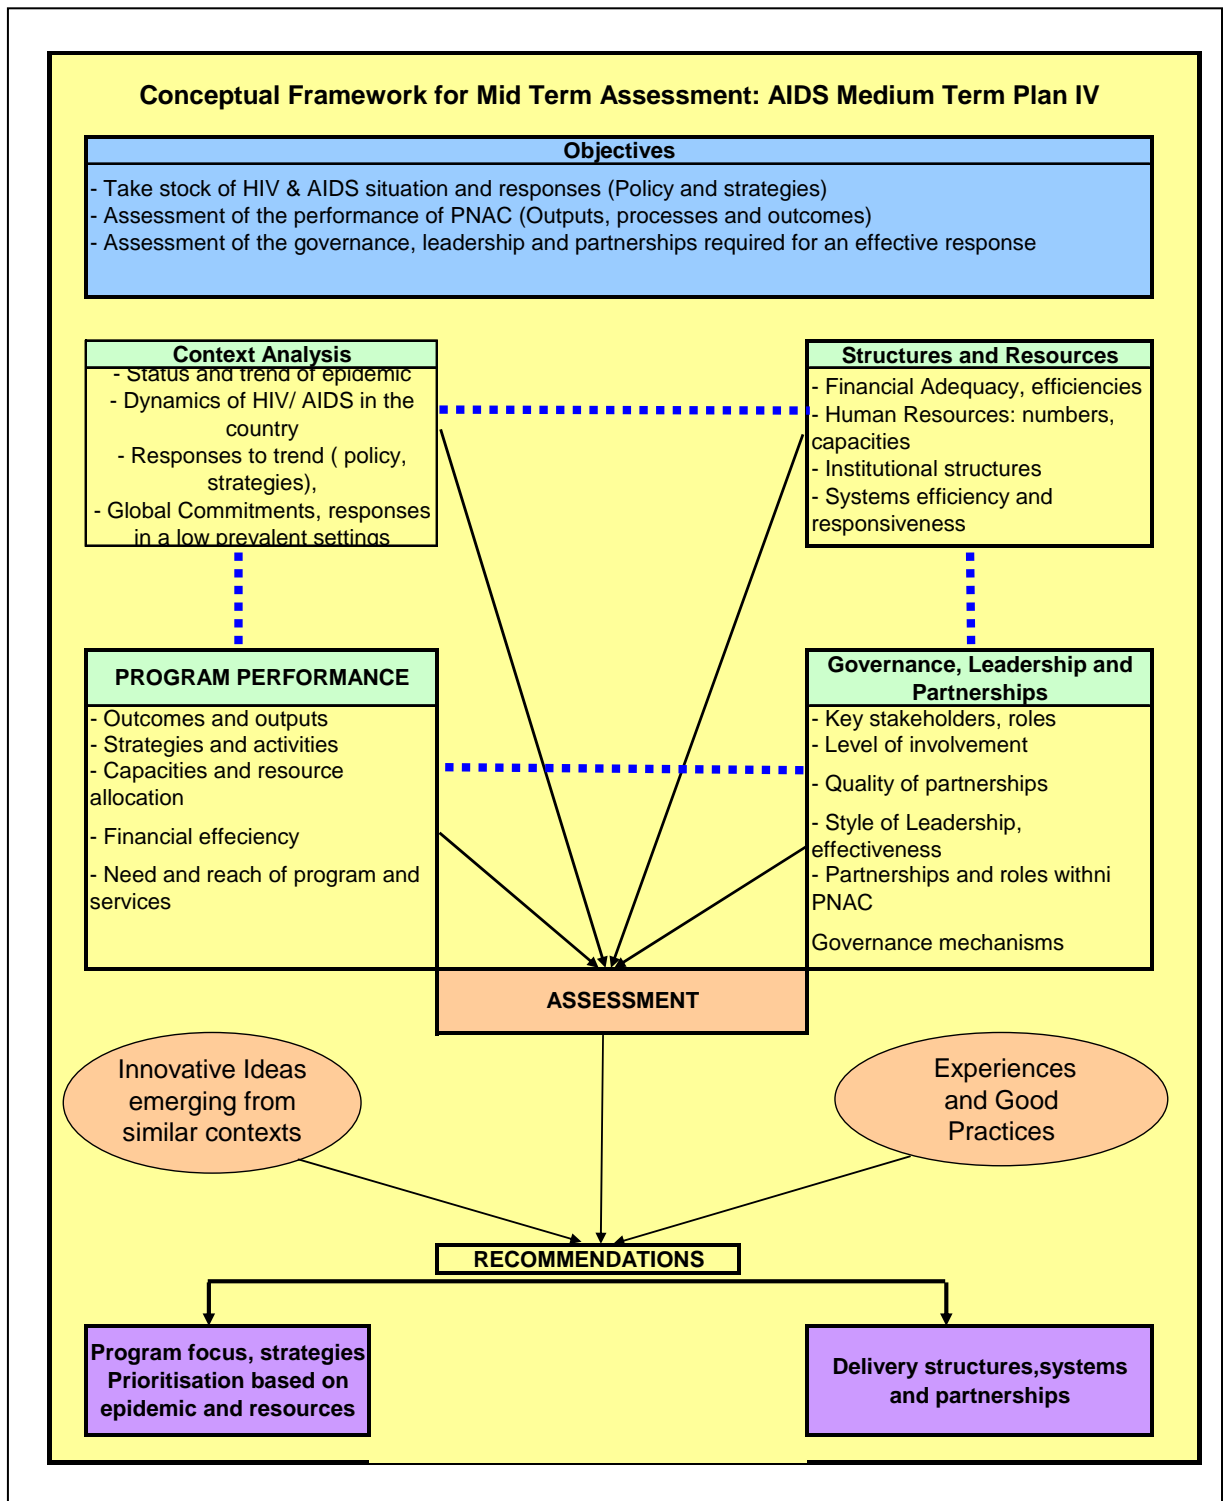 Conceptual Framework for Mid Term Assessment: AIDS Medium Term Plan IV
Objectives
- Take stock of HIV & AIDS situation and responses (Policy and strategies)
- Assessment of the performance of PNAC (Outputs, processes and outcomes)
- Assessment of the governance, leadership and partnerships required for an effective response
Context Analysis
- Status and trend of epidemic
- Dynamics of HIV/ AIDS in the
country
- Responses to trend ( policy,
strategies),
- Global Commitments, responses
in a low prevalent settings
Structures and Resources
- Financial Adequacy, efficiencies
- Human Resources: numbers,
capacities
- Institutional structures
- Systems efficiency and
responsiveness
PROGRAM PERFORMANCE
- Outcomes and outputs
- Strategies and activities
- Capacities and resource
allocation
- Financial effeciency
- Need and reach of program and
services
Governance, Leadership and
Partnerships
- Key stakeholders, roles
- Level of involvement
- Quality of partnerships
- Style of Leadership,
effectiveness
- Partnerships and roles withni
PNAC
Governance mechanisms
ASSESSMENT
Innovative Ideas
emerging from
similar contexts
Experiences
and Good
Practices
RECOMMENDATIONS
Program focus, strategies
Prioritisation based on
epidemic and resources
Delivery structures,systems
and partnerships